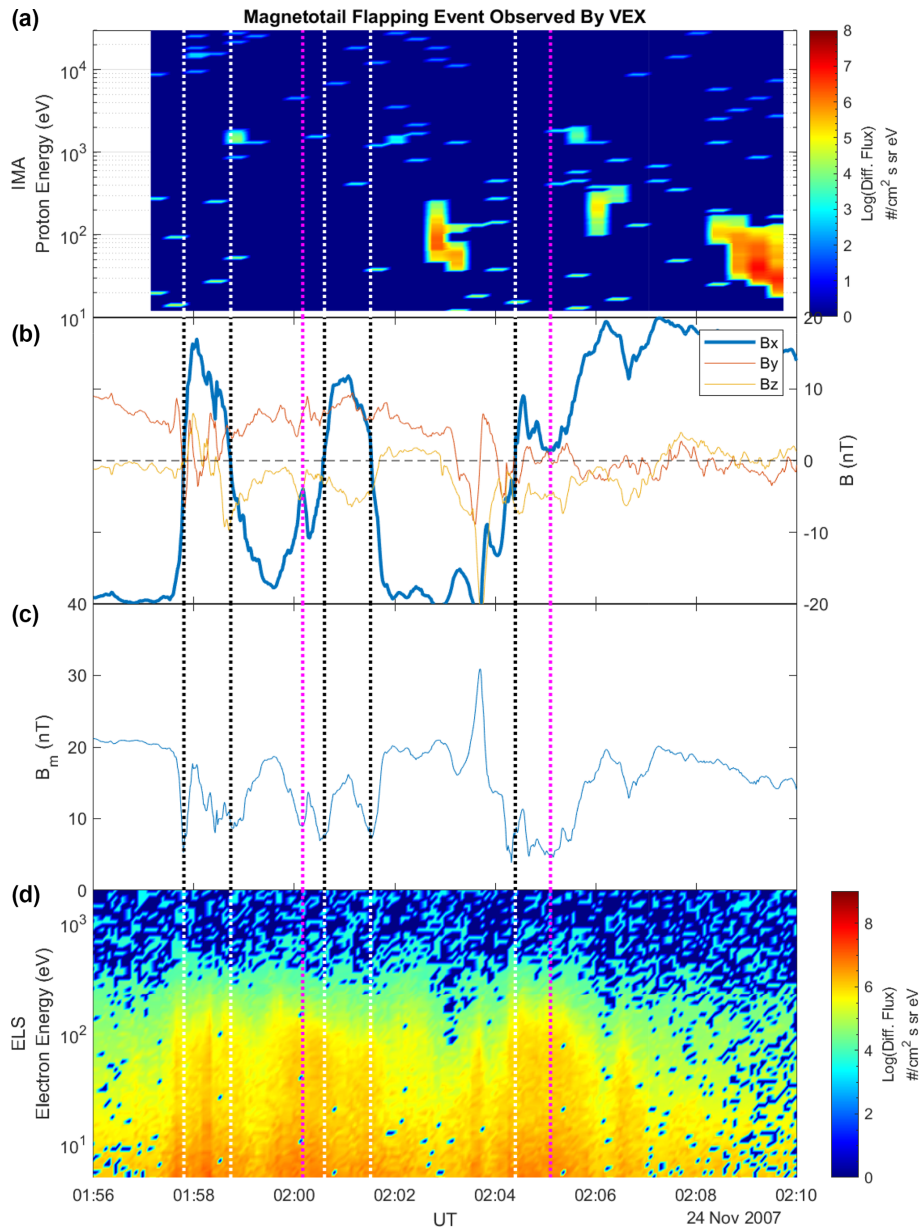 Magnetotail Flapping Event Observed By VEX
(a)
10^4
10^3
10^2
10^1
IMA
Proton Energy (eV)
8
7
6
5
4
3
2
1
0
Log(Diff. Flux)
#/cm^2 s sr eV
(b)
Bx
By
Bz
20
10
0
-10
-20
B (nT)
(c)
40
30
20
10
0
B_m (nT)
(d)
10^3
10^2
10^1
ELS
Electron Energy (eV)
8
6
4
2
0
Log(Diff. Flux)
#/cm^2 s sr eV
01:56 01:58 02:00 02:02 02:04 02:06 02:08 02:10
UT
24 Nov 2007